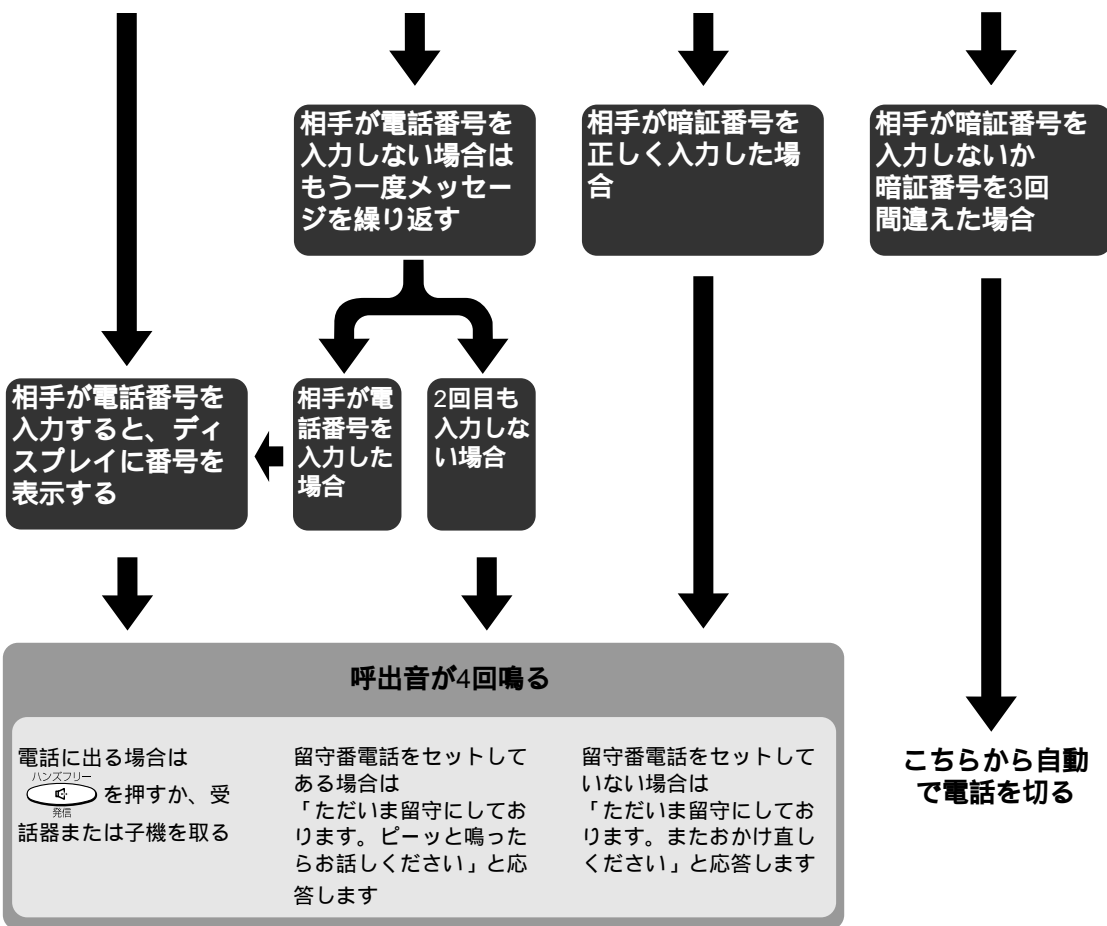 相手が電話番号を
入力しない場合は
もう一度メッセー
ジを繰り返す
相手が暗証番号を
正しく入力した場
合
相手が暗証番号を
入力しないか
暗証番号を3回
間違えた場合
相手が電話番号を
入力すると、ディ
スプレイに番号を
表示する
相手が電
話番号を
入力した
場合
2回目も
入力しな
い場合
呼出音が4回鳴る
電話に出る場合は
ハンズフリー
を押すか、受
発信
話器または子機を取る
留守番電話をセットして
ある場合は
「ただいま留守にしてお
ります。ピーッと鳴った
らお話しください」と応
答します
留守番電話をセットして
いない場合は
「ただいま留守にしてお
ります。またおかけ直し
ください」と応答します
こちらから自動
で電話を切る